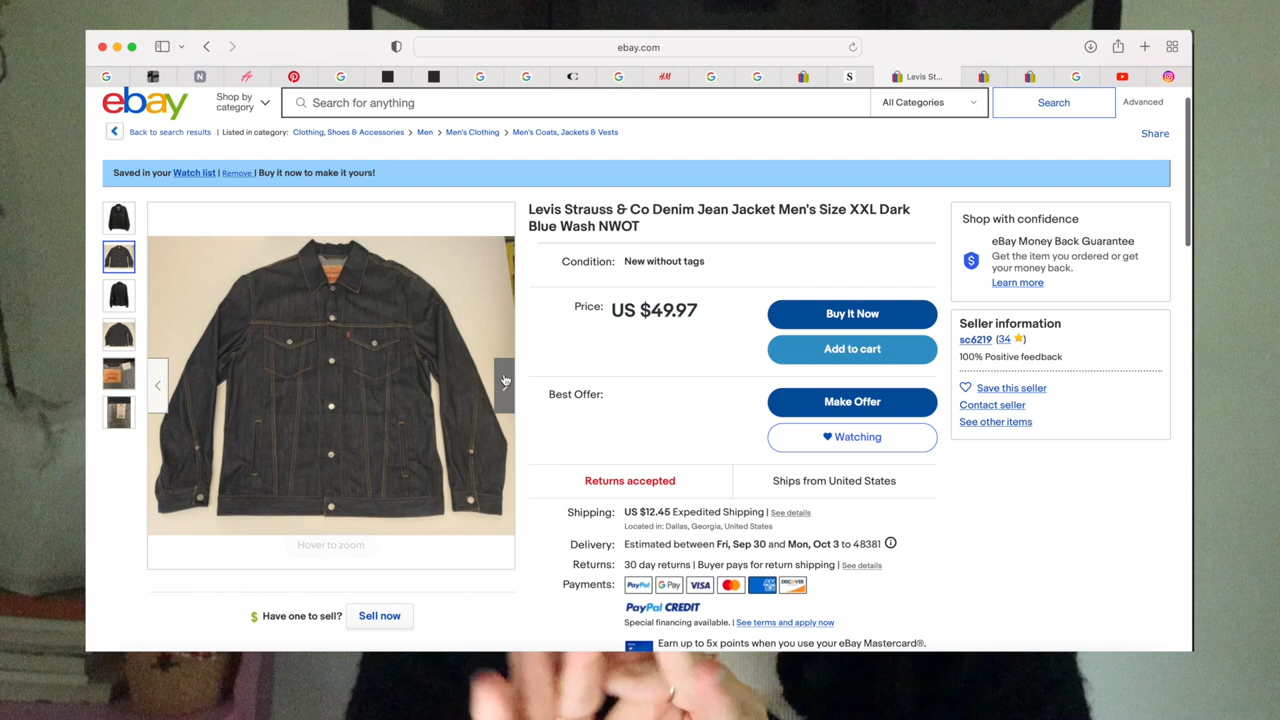 ebay.com
Levis St...
ebay
Shop by
category
Search for anything
All Categories
Search
Advanced
Back to search results | Listed in category: Clothing, Shoes & Accessories > Men > Men's Clothing > Men's Coats, Jackets & Vests
Share
Saved in your Watch list | Remove | Buy it now to make it yours!
Levis Strauss & Co Denim Jean Jacket Men's Size XXL Dark
Blue Wash NWOT
Condition: New without tags
Price: US $49.97
Buy It Now
Add to cart
Best Offer:
Make Offer
Watching
Returns accepted
Ships from United States
Shipping: US $12.45 Expedited Shipping | See details
Located in: Dallas, Georgia, United States
Delivery: Estimated between Fri, Sep 30 and Mon, Oct 3 to 48381
Returns: 30 day returns | Buyer pays for return shipping | See details
Payments: PayPal G Pay VISA DISCOVER
PayPal CREDIT
Special financing available. | See terms and apply now
Earn up to 5x points when you use your eBay Mastercard®.
Hover to zoom
Have one to sell? Sell now
Shop with confidence
eBay Money Back Guarantee
Get the item you ordered or get
your money back.
Learn more
Seller information
sc6219 (34)
100% Positive feedback
Save this seller
Contact seller
See other items